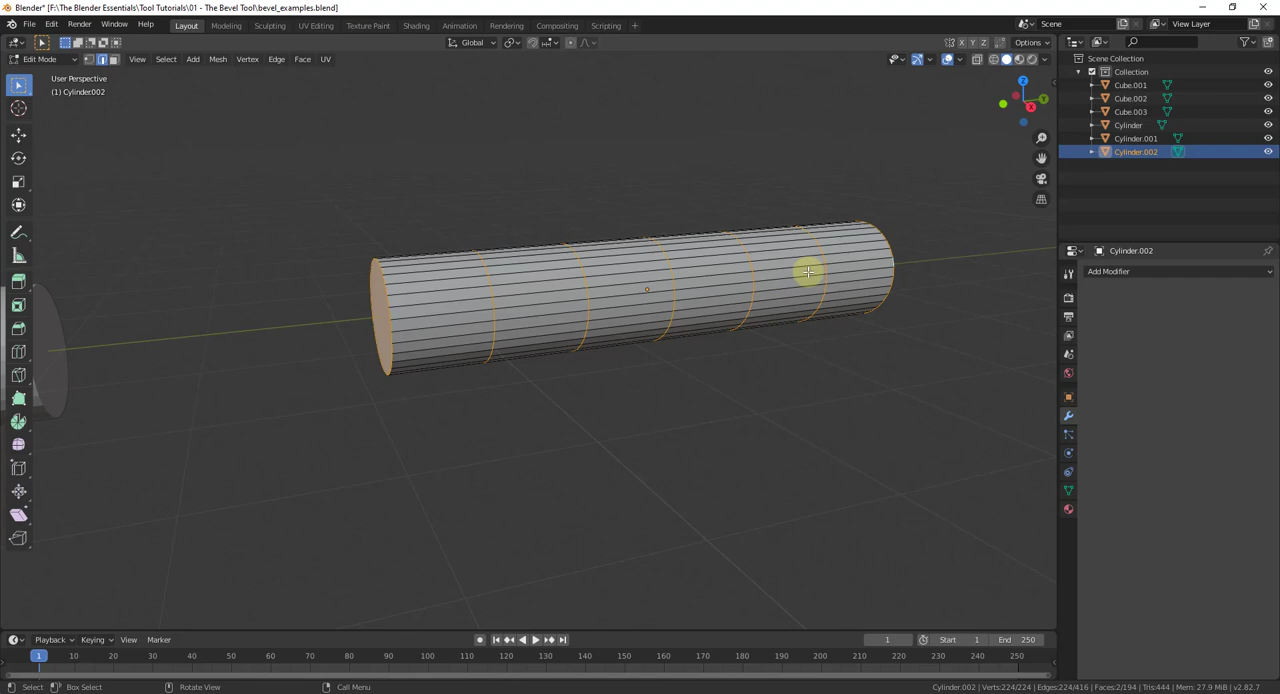 Blender* [F:\The Blender Essentials\Tool Tutorials\01 - The Bevel Tool\bevel_examples.blend]
File Edit Render Window Help Layout Modeling Sculpting UV Editing Texture Paint Shading Animation Rendering Compositing Scripting + Scene View Layer
Global X Y Z Options
Edit Mode View Select Add Mesh Vertex Edge Face UV
User Perspective
(1) Cylinder.002
Z
Y
X
Scene Collection
Collection
Cube.001
Cube.002
Cube.003
Cylinder
Cylinder.001
Cylinder.002
Cylinder.002
Add Modifier
Playback Keying View Marker 1 Start 1 End 250
1 10 20 30 40 50 60 70 80 90 100 110 120 130 140 150 160 170 180 190 200 210 220 230 240 250
Select Box Select Rotate View Call Menu Cylinder.002 | Verts:224/224 | Edges:224/416 | Faces:2/194 | Tris:444 | Mem: 27.9 MiB | v2.82.7